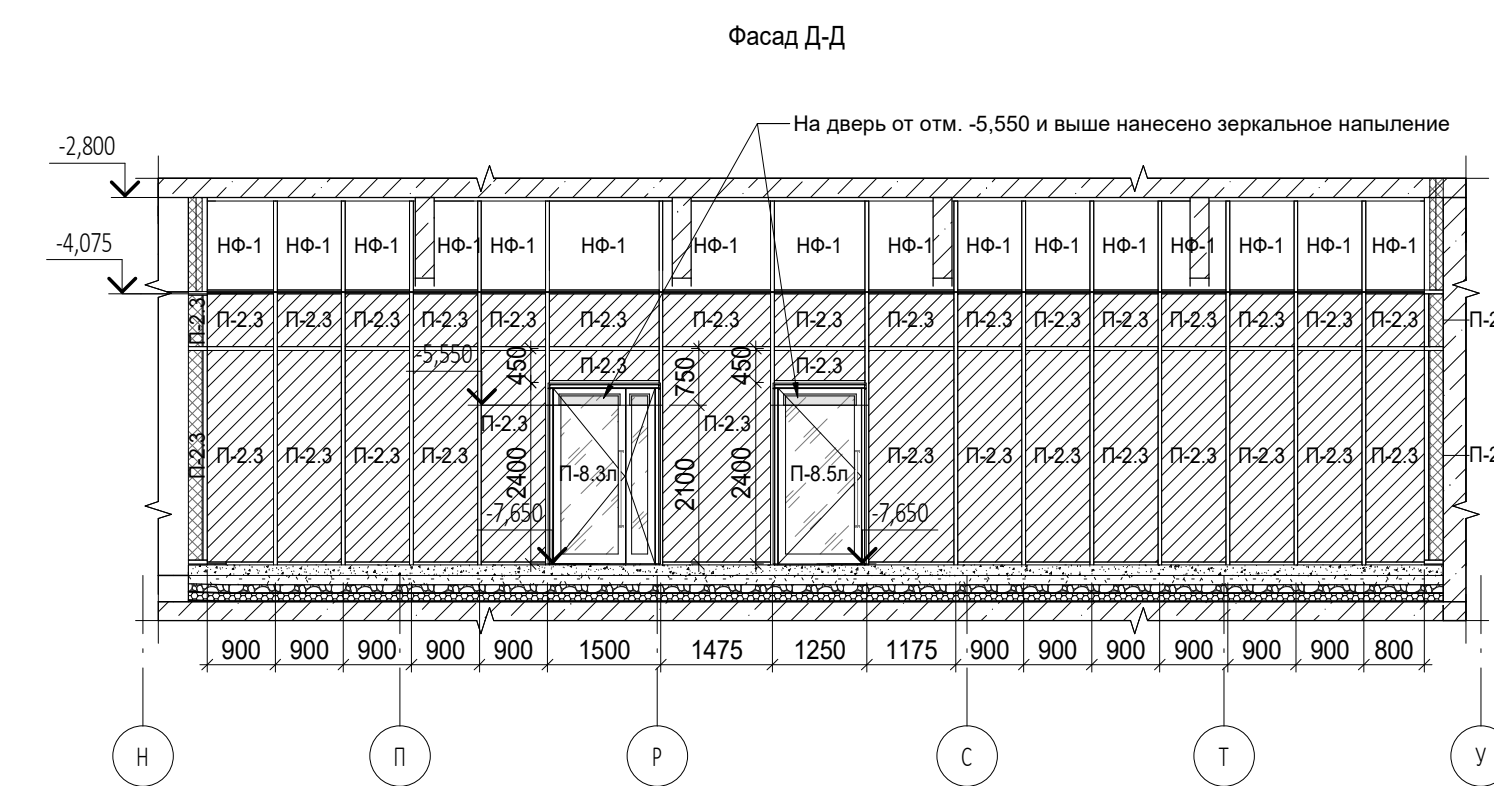 Фасад Д-Д
На дверь от отм. -5,550 и выше нанесено зеркальное напыление
-2,800
-4,075
НФ-1 НФ-1 НФ-1 НФ-1 НФ-1 НФ-1 НФ-1 НФ-1 НФ-1 НФ-1 НФ-1 НФ-1 НФ-1 НФ-1 НФ-1 НФ-1
П-2.3 П-2.3 П-2.3 П-2.3 П-2.3 П-2.3 П-2.3 П-2.3 П-2.3 П-2.3 П-2.3 П-2.3 П-2.3 П-2.3 П-2.3 П-2.3 П-2.3 П-2
-5,550 450 П-2.3 750 450 П-2.3
П-2.3 П-2.3
П-2.3 П-2.3 П-2.3 П-2.3 П-2.3 П-2.3 П-2.3 П-2.3 П-2.3 П-2.3 П-2.3 П-2.3 П-2.3 П-2
2400 П-8.3л 2100 2400 П-8.5л
-7,650 -7,650
900 900 900 900 900 1500 1475 1250 1175 900 900 900 900 900 900 800
Н П Р С Т У